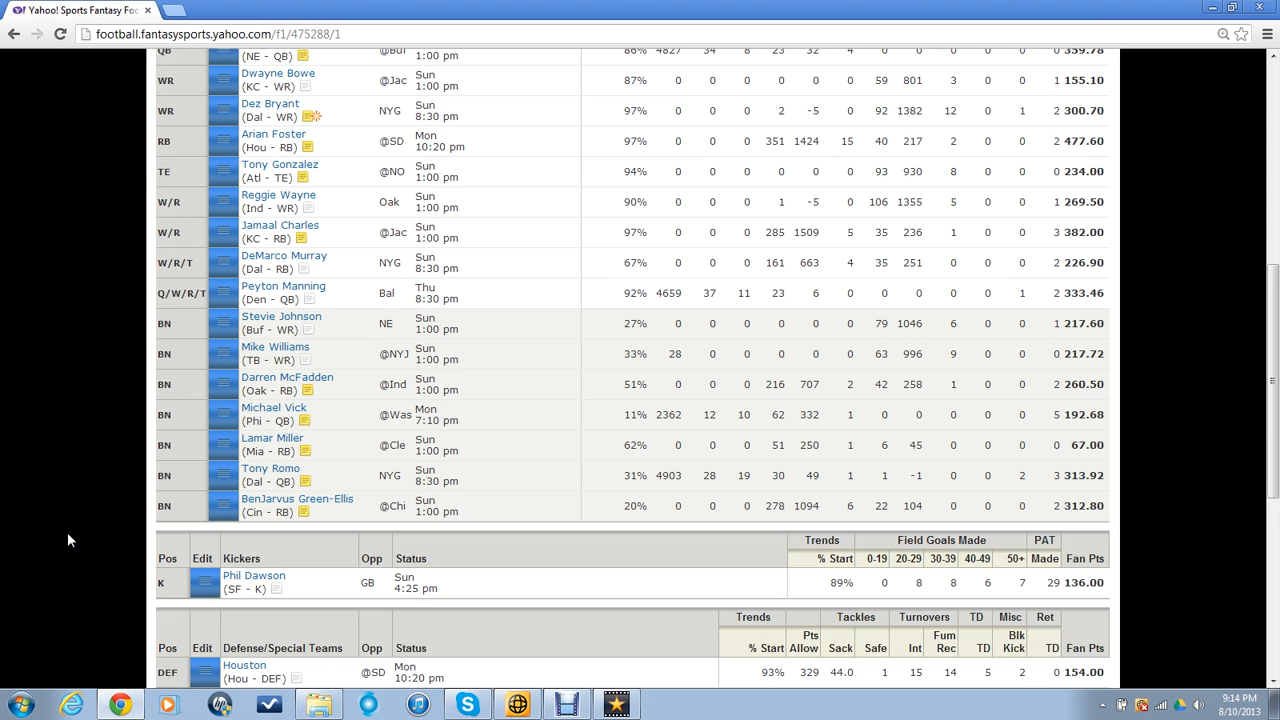 Yahoo! Sports Fantasy Foo
football.fantasysports.yahoo.com/f1/475288/1
QB (NE - QB) @Buf Sun 1:00 pm 86% 4827 34 8 23 32 4 0 0 0 0 0 359.78
WR Dwayne Bowe (KC - WR) @Jac Sun 1:00 pm 87% 0 0 0 0 0 0 59 801 3 0 0 1 155.10
WR Dez Bryant (Dal - WR) NYG Sun 8:30 pm 97% 0 0 0 2 -5 0 92 1382 12 0 1 2 300.70
RB Arian Foster (Hou - RB) @SD Mon 10:20 pm 97% 0 0 0 351 1424 15 40 217 2 0 0 2 477.60
TE Tony Gonzalez (Atl - TE) @NO Sun 1:00 pm 94% 0 0 0 0 0 0 93 930 8 0 0 0 234.00
W/R Reggie Wayne (Ind - WR) Oak Sun 1:00 pm 90% 0 0 0 1 -5 0 106 1355 5 0 0 1 269.50
W/R Jamaal Charles (KC - RB) @Jac Sun 1:00 pm 97% 0 0 0 285 1509 5 35 236 1 0 0 3 382.00
W/R/T DeMarco Murray (Dal - RB) NYG Sun 8:30 pm 67% 0 0 0 161 663 4 35 251 0 0 0 2 226.90
Q/W/R/T Peyton Manning (Den - QB) Bal Thu 8:30 pm 92% 4659 37 11 23 6 0 0 0 0 0 1 2 333.46
BN Stevie Johnson (Buf - WR) NE Sun 1:00 pm 27% 0 0 0 0 0 0 79 1046 6 0 0 1 217.60
BN Mike Williams (TB - WR) @NYJ Sun 1:00 pm 33% 28 0 0 0 0 0 63 996 9 0 0 0 217.72
BN Darren McFadden (Oak - RB) @Ind Sun 1:00 pm 51% 0 0 0 216 707 2 42 258 1 0 0 2 260.50
BN Michael Vick (Phi - QB) @Was Mon 7:10 pm 11% 2362 12 10 62 332 1 0 0 0 0 0 5 192.68
BN Lamar Miller (Mia - RB) @Cle Sun 1:00 pm 62% 0 0 0 51 250 1 6 45 0 0 0 0 67.00
BN Tony Romo (Dal - QB) NYG Sun 8:30 pm 31% 4903 28 19 30 49 1 1 -1 0 0 2 3 313.92
BN BenJarvus Green-Ellis (Cin - RB) @Chi Sun 1:00 pm 20% 0 0 0 278 1094 6 22 104 0 0 0 2 312.80
Trends Field Goals Made PAT
Pos Edit Kickers Opp Status % Start 0-19 20-29 30-39 40-49 50+ Made Fan Pts
K Phil Dawson (SF - K) GB Sun 4:25 pm 89% 0 8 8 6 7 29 136.00
Trends Tackles Turnovers TD Misc Ret
Pos Edit Defense/Special Teams Opp Status % Start Pts Allow Sack Safe Int Fum Rec TD Blk Kick TD Fan Pts
DEF Houston (Hou - DEF) @SD Mon 10:20 pm 93% 329 44.0 1 15 14 5 2 0 154.00
9:14 PM
8/10/2013